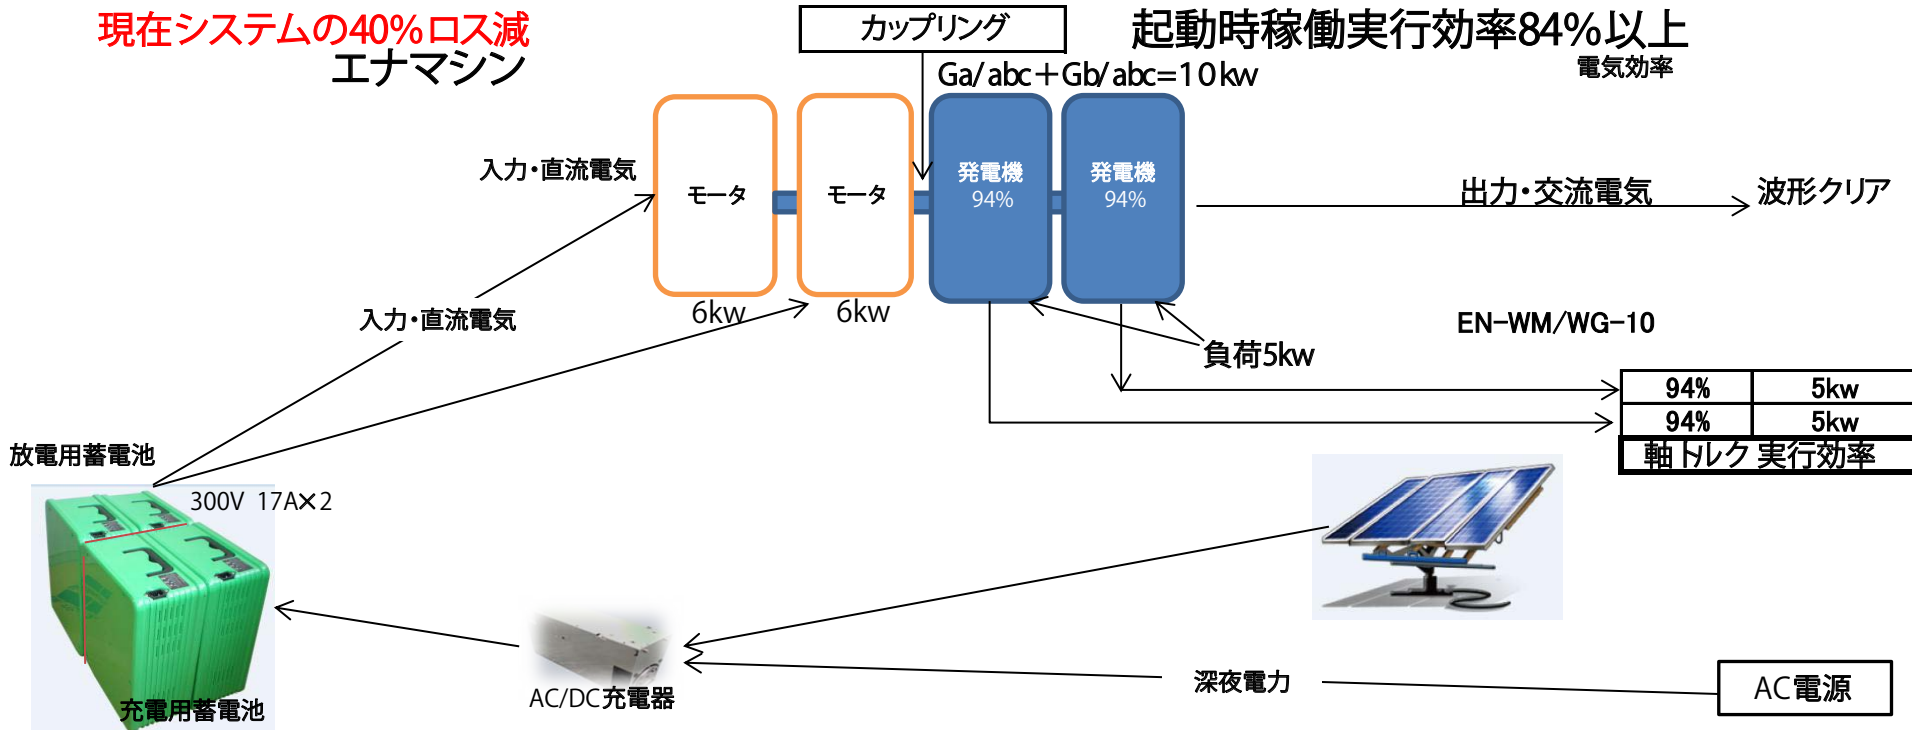 現在システムの40%ロス減
エナマシン
カップリング
起動時稼働実行効率84%以上
電気効率
Ga/abc＋Gb/abc=10kw
入力・直流電気
モータ
モータ
発電機
94%
発電機
94%
出力・交流電気
波形クリア
6kw
6kw
入力・直流電気
負荷5kw
EN-WM/WG-10
94% 5kw
94% 5kw
軸トルク 実行効率
放電用蓄電池
300V 17A×2
充電用蓄電池
AC/DC充電器
深夜電力
AC電源